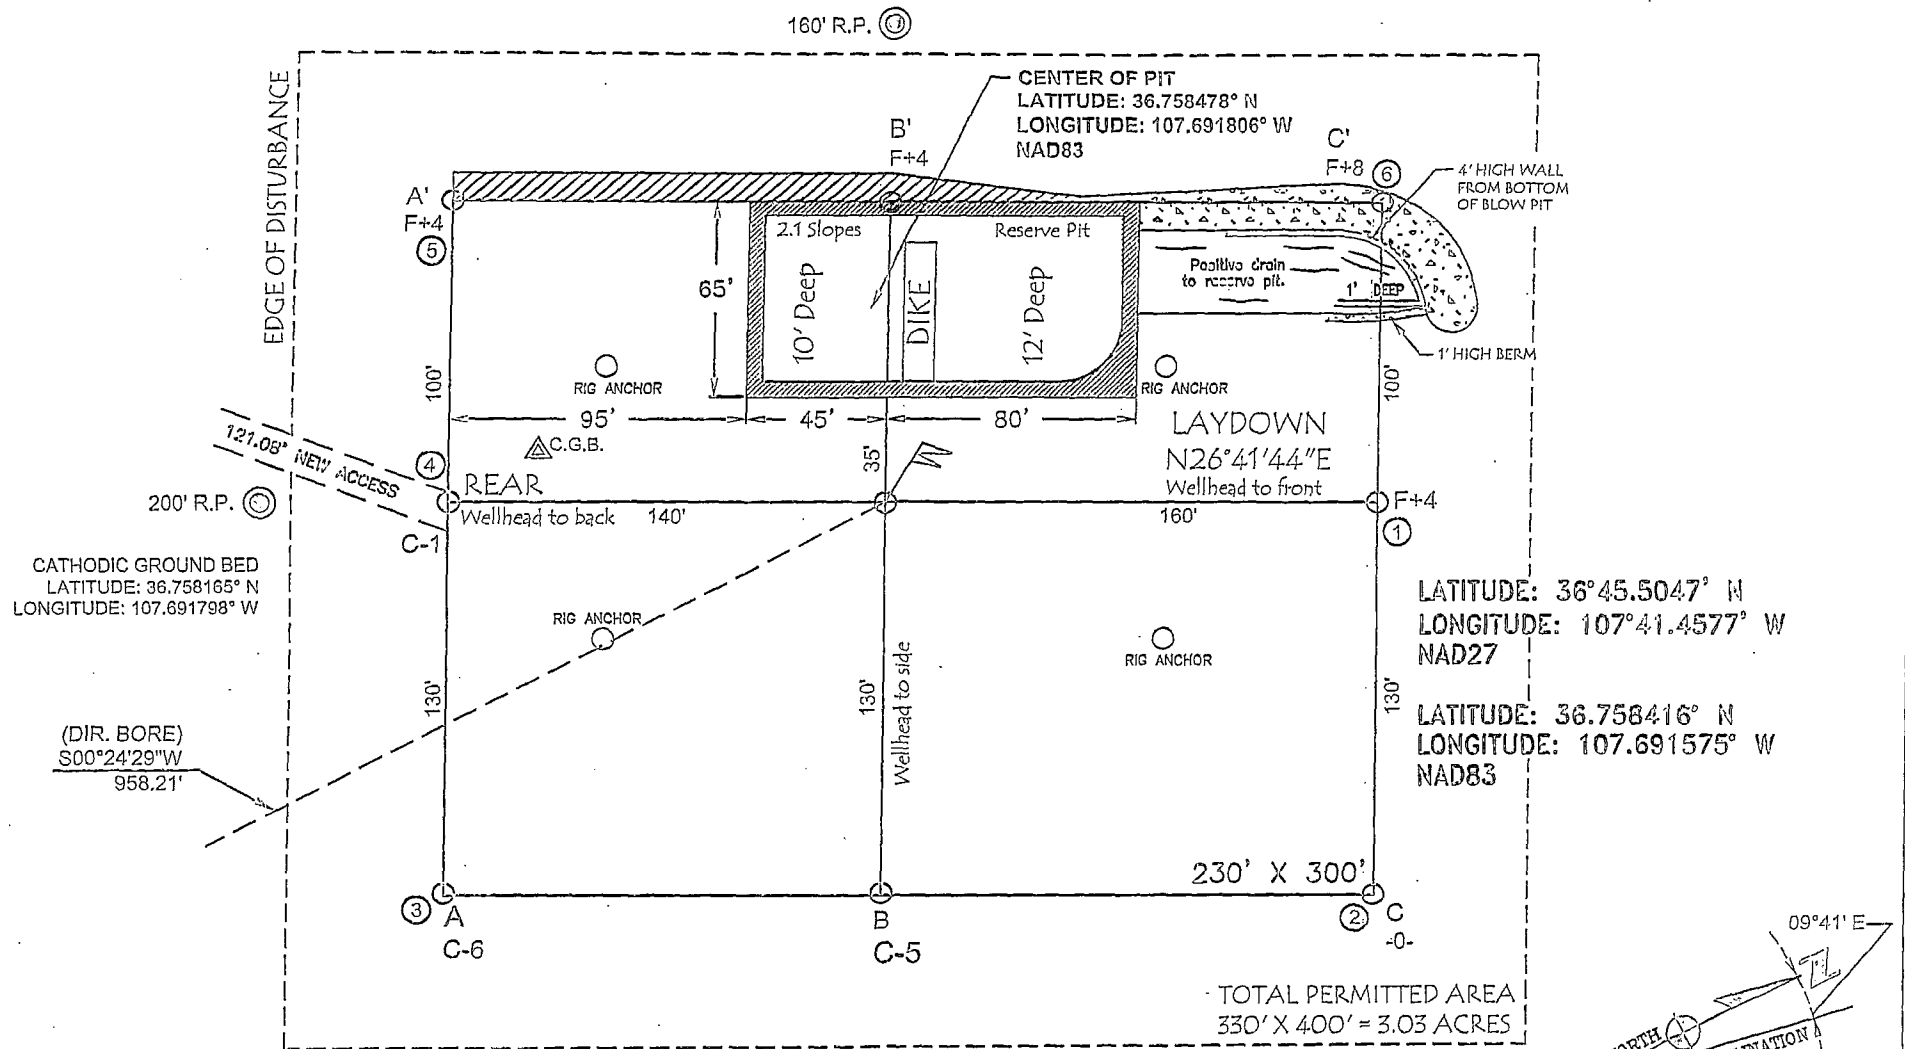 160' R.P.
EDGE OF DISTURBANCE
CENTER OF PIT
LATITUDE: 36.758478° N
LONGITUDE: 107.691806° W
NAD83
B'
F+4
C'
F+8
6
4' HIGH WALL
FROM BOTTOM
OF BLOW PIT
A'
F+4
5
2.1 Slopes
Reserve Pit
65'
10' Deep
DIKE
12' Deep
Positive drain
to reserve pit.
1' DEEP
1' HIGH BERM
RIG ANCHOR
RIG ANCHOR
100'
100'
95'
45'
80'
LAYDOWN
N26°41'44"E
Wellhead to front
121.08' NEW ACCESS
C.G.B.
4
35'
N
REAR
Wellhead to back
140'
160'
F+4
1
200' R.P.
C-1
CATHODIC GROUND BED
LATITUDE: 36.758165° N
LONGITUDE: 107.691798° W
RIG ANCHOR
RIG ANCHOR
LATITUDE: 36°45.5047' N
LONGITUDE: 107°41.4577' W
NAD27
130'
130'
Wellhead to side
130'
LATITUDE: 36.758416° N
LONGITUDE: 107.691575° W
NAD83
(DIR. BORE)
S00°24'29"W
958.21'
230' X 300'
3
A
C-6
B
C-5
2
C
-0-
09°41' E
N
TOTAL PERMITTED AREA
330' X 400' = 3.03 ACRES